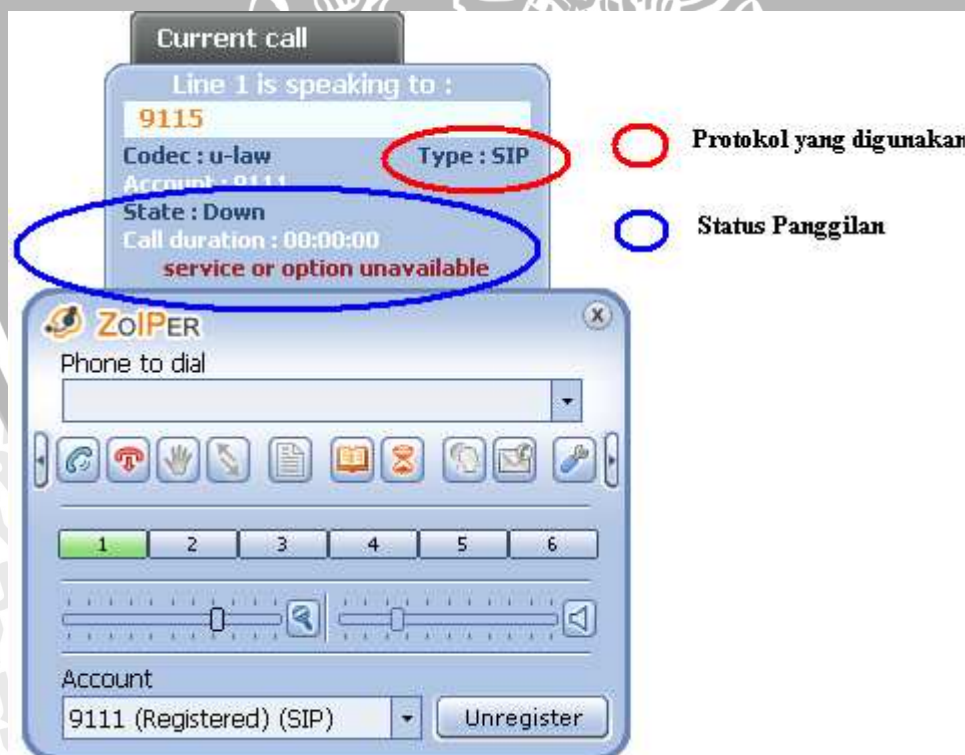 Current call
Line 1 is speaking to :
9115
Codec : u-law Type : SIP
Account : 9111
State : Down
Call duration : 00:00:00
service or option unavailable
Protokol yang digunakan
Status Panggilan
ZOIPER
Phone to dial
1 2 3 4 5 6
Account
9111 (Registered) (SIP) Unregister